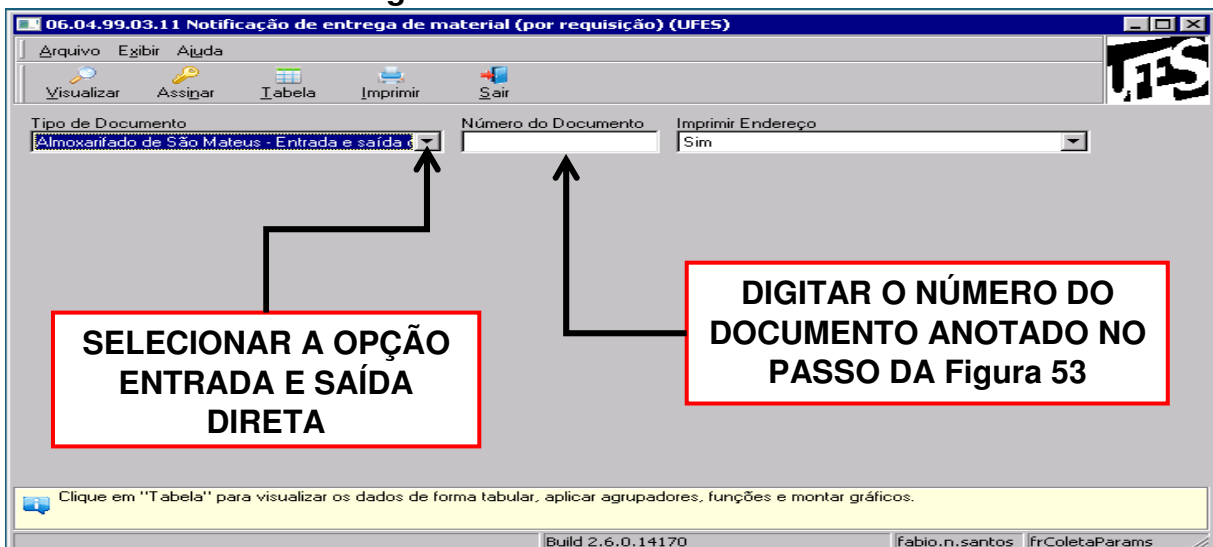 06.04.99.03.11 Notificação de entrega de material (por requisição) (UFES)
Arquivo Exibir Ajuda
Visualizar Assinar Tabela Imprimir Sair
UFES
Tipo de Documento Número do Documento Imprimir Endereço
Almoxarifado de São Mateus - Entrada e saída Sim
SELECIONAR A OPÇÃO
ENTRADA E SAÍDA
DIRETA
DIGITAR O NÚMERO DO
DOCUMENTO ANOTADO NO
PASSO DA Figura 53
Clique em "Tabela" para visualizar os dados de forma tabular, aplicar agrupadores, funções e montar gráficos.
Build 2.6.0.14170 fabio.n.santos frColetaParams